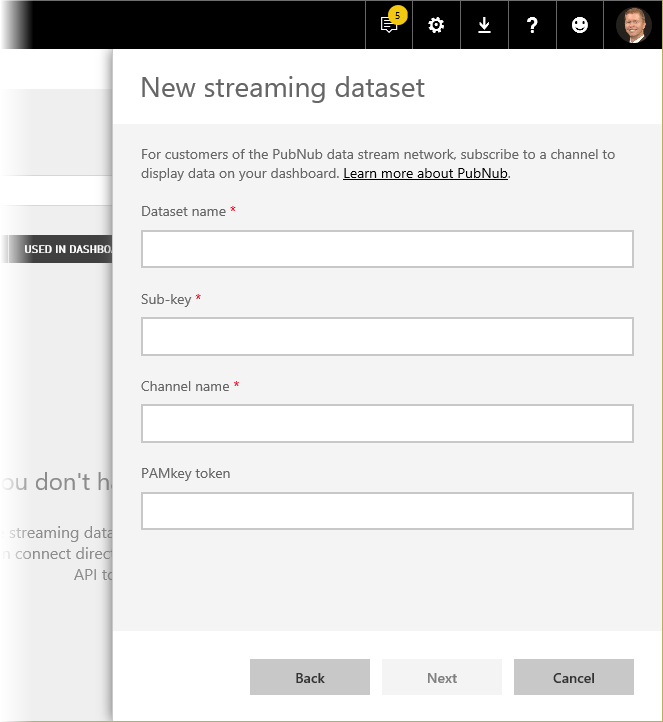 5
?
New streaming dataset
For customers of the PubNub data stream network, subscribe to a channel to
display data on your dashboard. Learn more about PubNub.
Dataset name *
USED IN DASHBO
Sub-key *
Channel name *
PAMkey token
ou don't h
streaming data
n connect direc
API to
Back Next Cancel